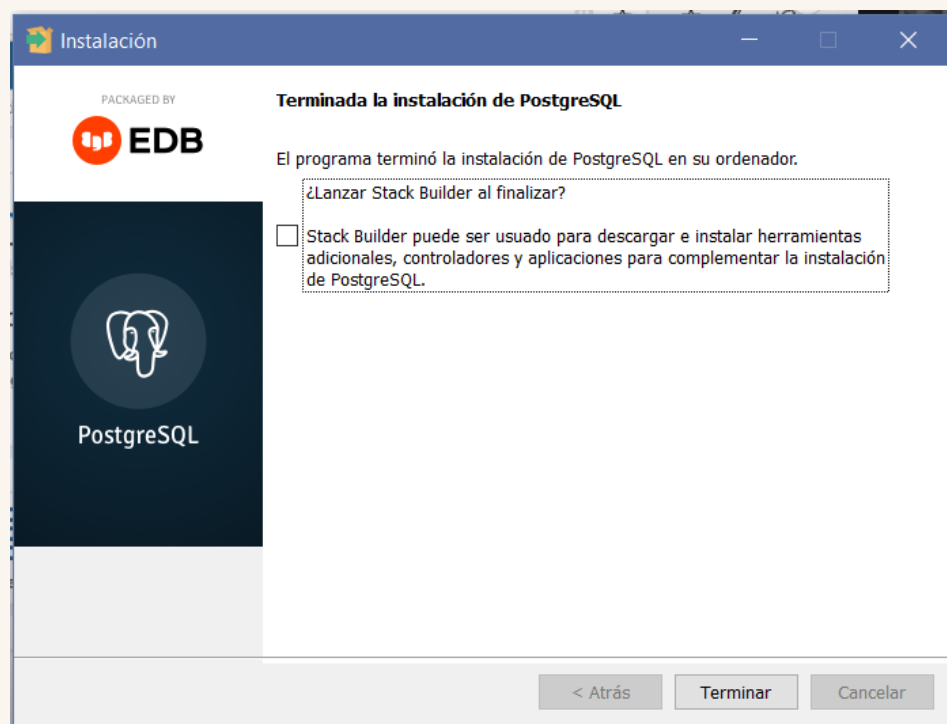 Instalación
PACKAGED BY
EDB
Terminada la instalación de PostgreSQL
El programa terminó la instalación de PostgreSQL en su ordenador.
¿Lanzar Stack Builder al finalizar?
Stack Builder puede ser usado para descargar e instalar herramientas
adicionales, controladores y aplicaciones para complementar la instalación
de PostgreSQL.
PostgreSQL
< Atrás
Terminar
Cancelar